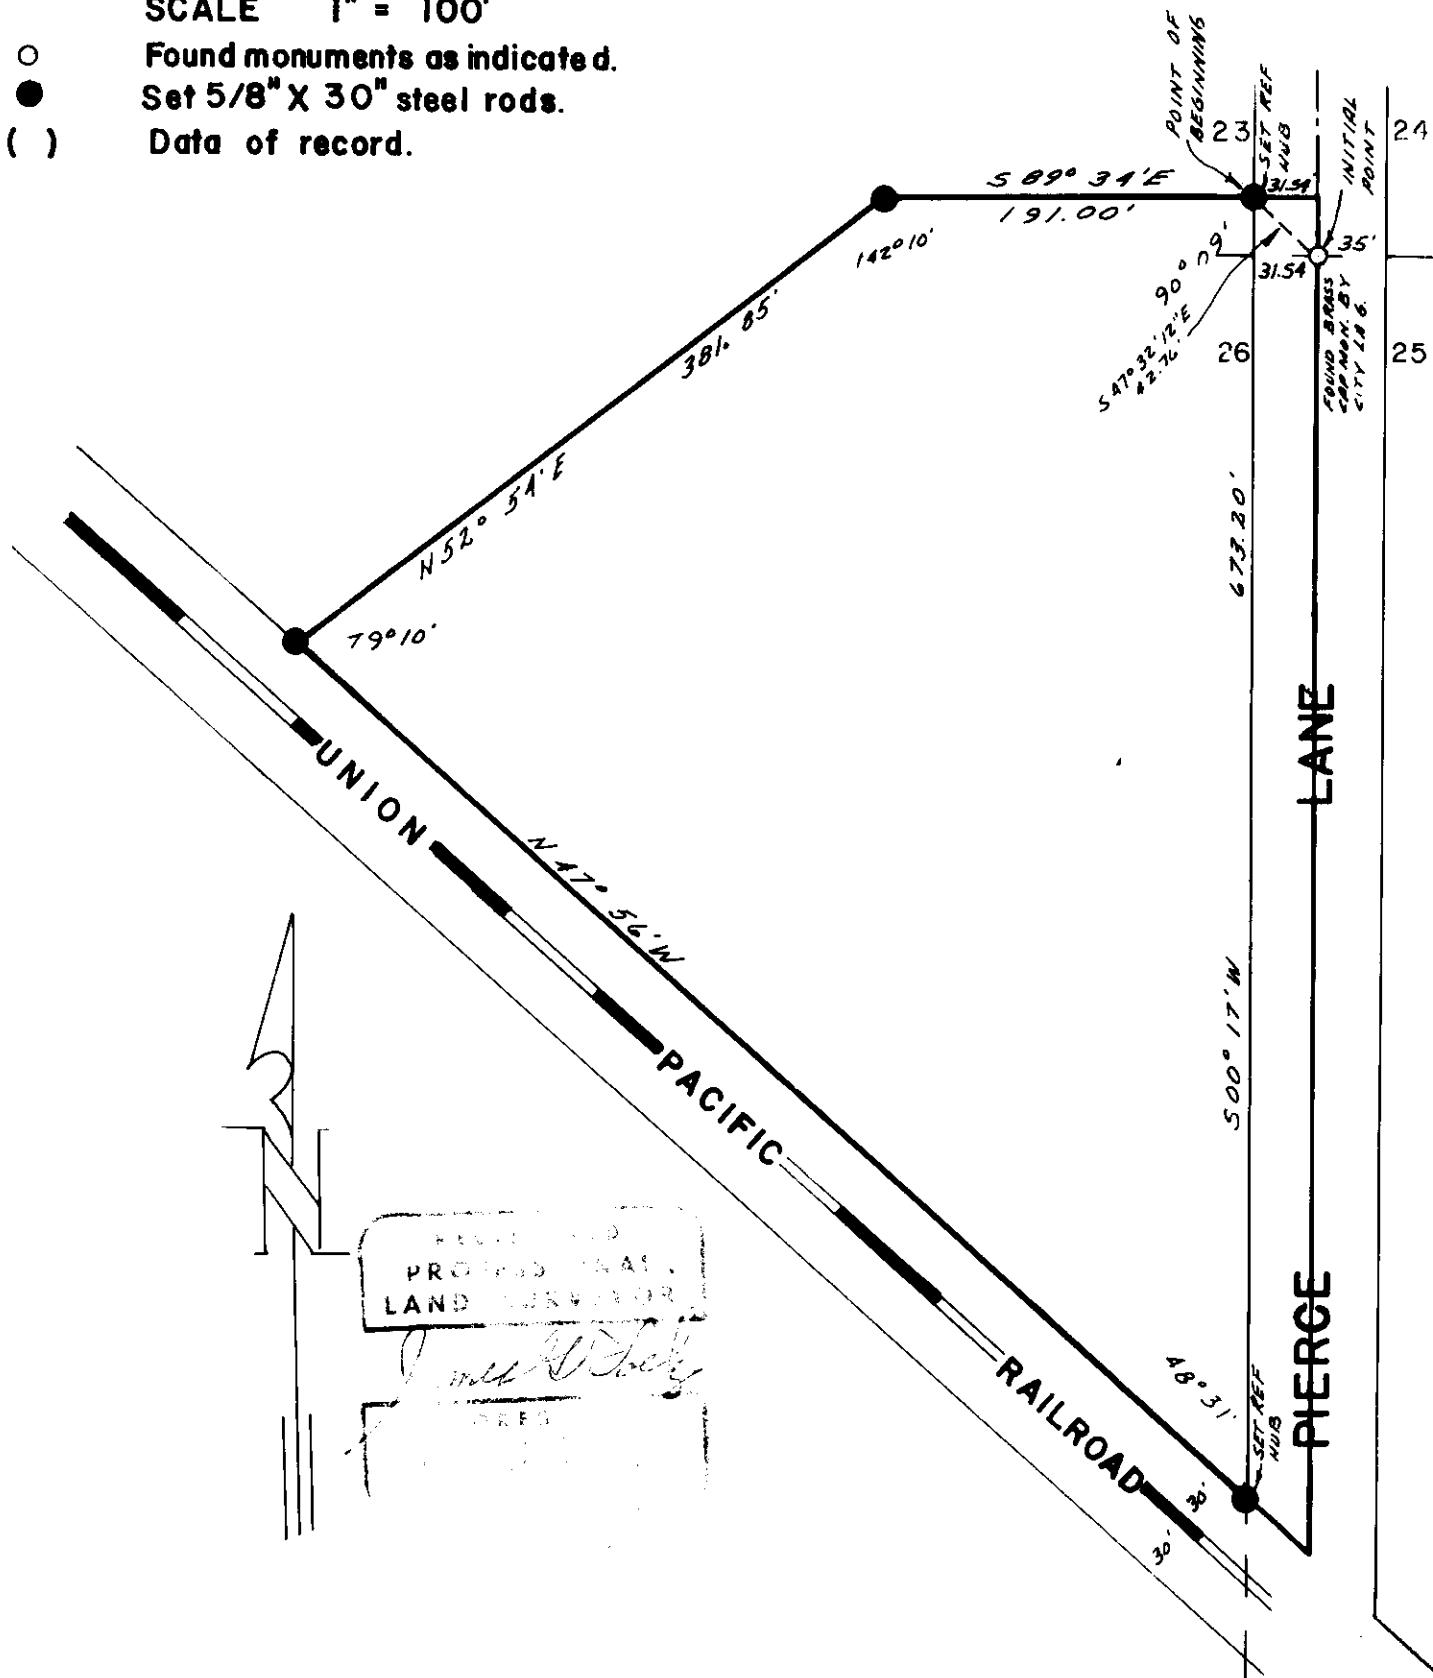 SCALE 1" = 100'
Found monuments as indicated.
Set 5/8" X 30" steel rods.
( ) Data of record.
POINT OF
BEGINNING
23
SET REF
HUB
INITIAL
POINT
24
S 89° 34' E
191.00'
31.54
142° 10'
90° 09'
31.54
35'
S 47° 32' 12" E
42.76'
FOUND BRASS
CAP MON. BY
26
25
381.85'
N 52° 54' E
673.20'
79° 10'
LANE
UNION
N 47° 56' W
S 00° 17' W
PACIFIC
N
LAND SURVEYOR
PIERCE
48° 31'
SET REF
HUB
RAILROAD
30'
30'